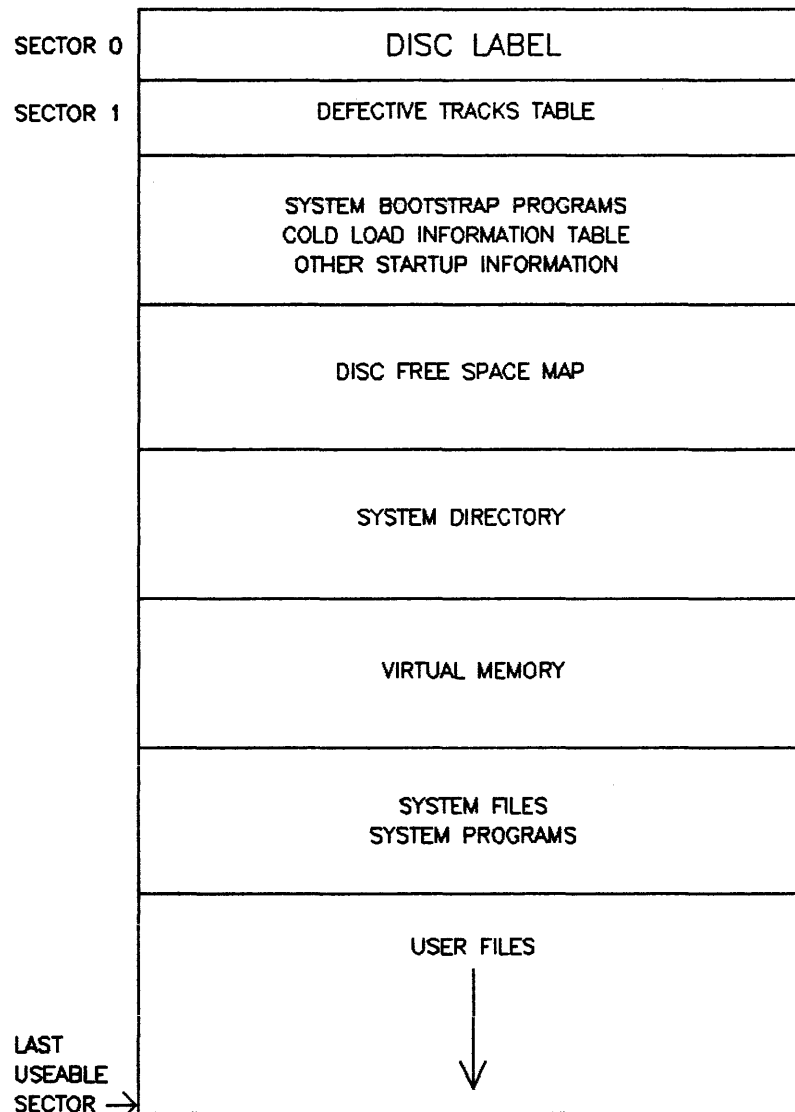 SECTOR 0
DISC LABEL
SECTOR 1
DEFECTIVE TRACKS TABLE
SYSTEM BOOTSTRAP PROGRAMS
COLD LOAD INFORMATION TABLE
OTHER STARTUP INFORMATION
DISC FREE SPACE MAP
SYSTEM DIRECTORY
VIRTUAL MEMORY
SYSTEM FILES
SYSTEM PROGRAMS
USER FILES
LAST
USEABLE
SECTOR